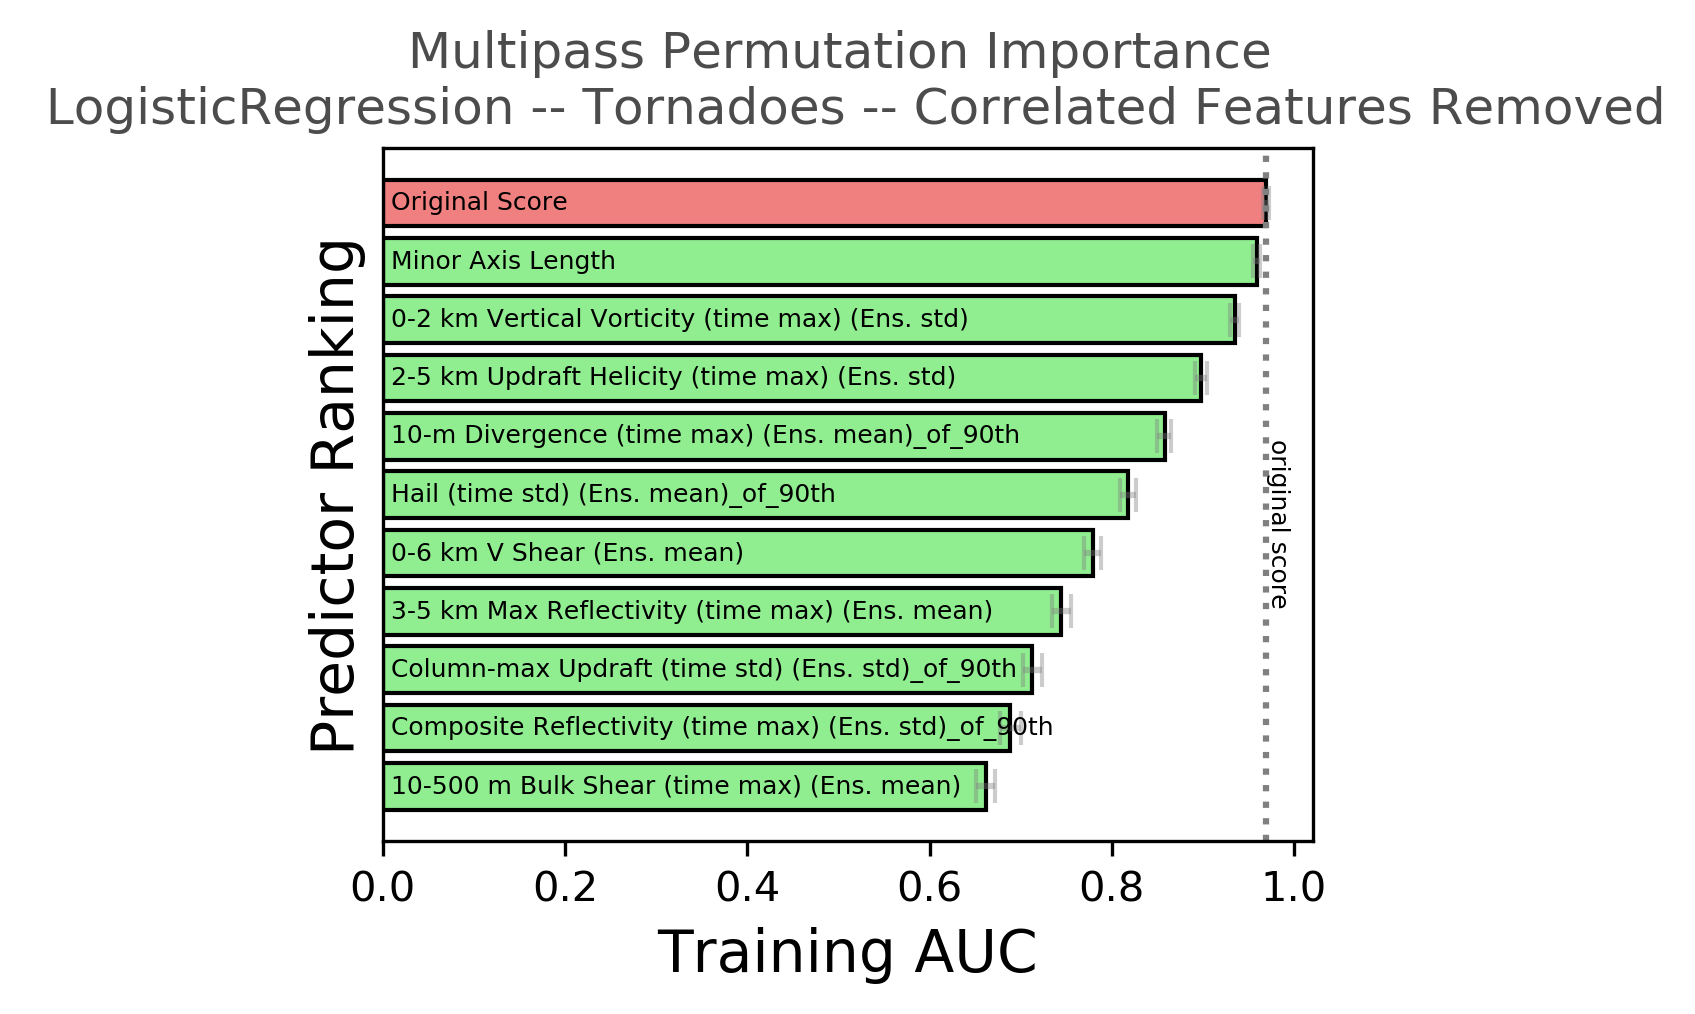 Multipass Permutation Importance
LogisticRegression -- Tornadoes -- Correlated Features Removed
Predictor Ranking
Original Score
Minor Axis Length
0-2 km Vertical Vorticity (time max) (Ens. std)
2-5 km Updraft Helicity (time max) (Ens. std)
10-m Divergence (time max) (Ens. mean)_of_90th
Hail (time std) (Ens. mean)_of_90th
0-6 km V Shear (Ens. mean)
3-5 km Max Reflectivity (time max) (Ens. mean)
Column-max Updraft (time std) (Ens. std)_of_90th
Composite Reflectivity (time max) (Ens. std)_of_90th
10-500 m Bulk Shear (time max) (Ens. mean)
original score
0.0 0.2 0.4 0.6 0.8 1.0
Training AUC